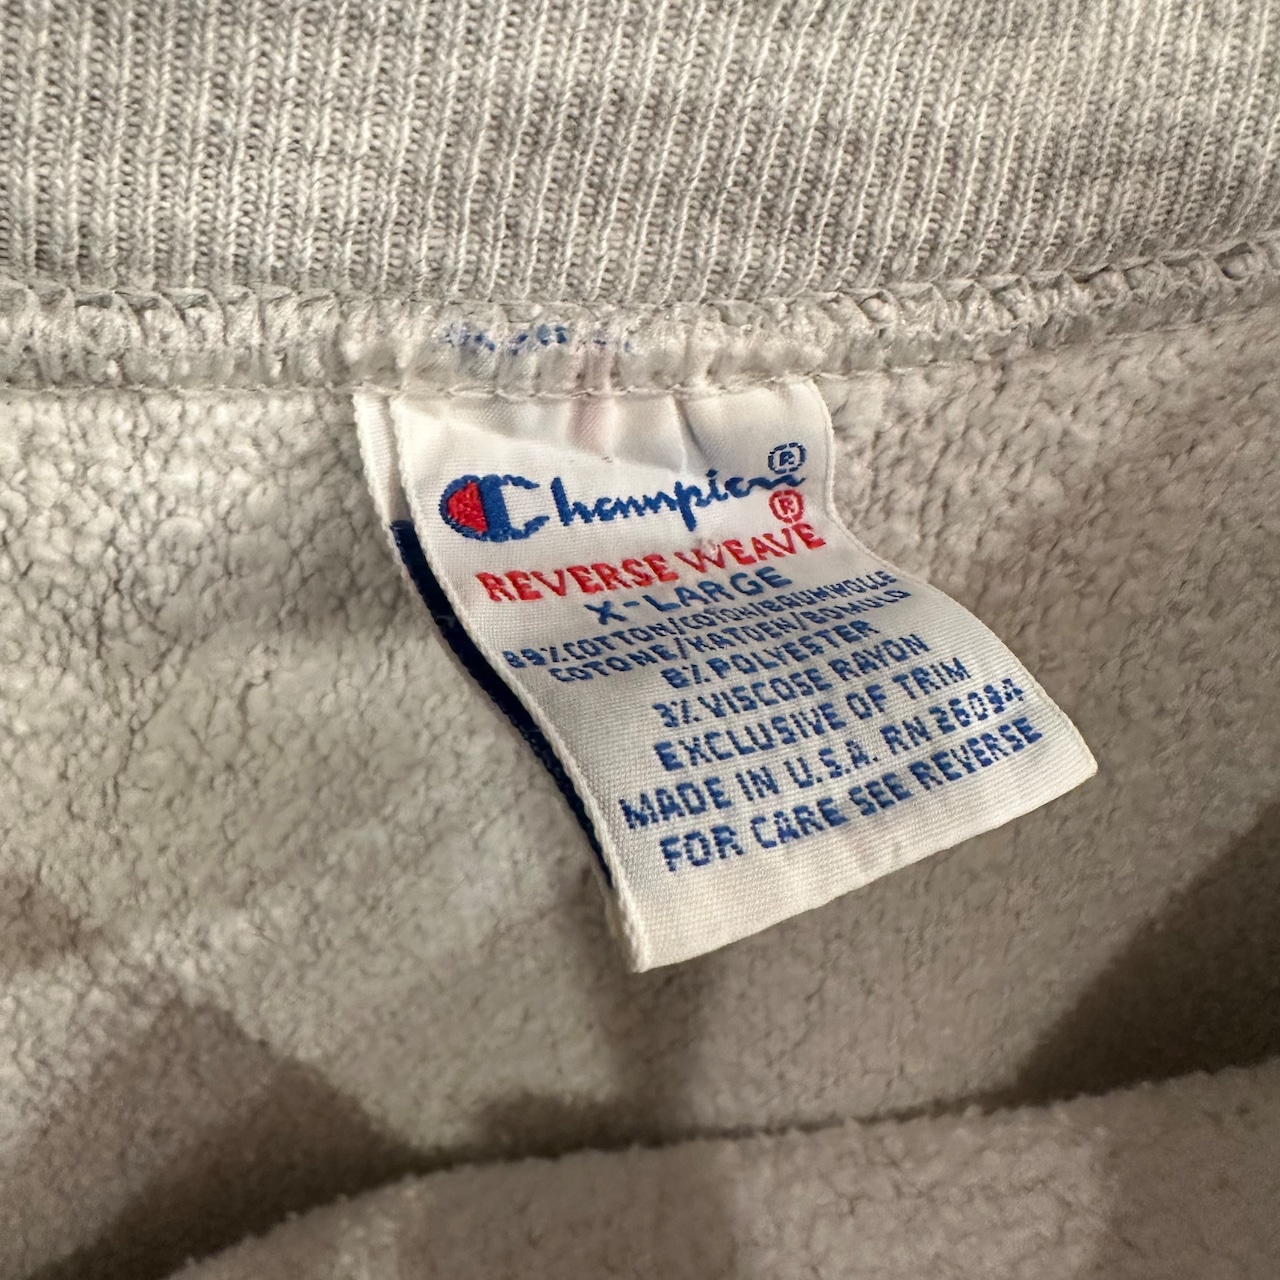 Champion®
REVERSE WEAVE®
X-LARGE
89% COTTON/COTON/BAUMWOLLE
COTONE/KATOEN/BOMULD
8% POLYESTER
3% VISCOSE RAYON
EXCLUSIVE OF TRIM
MADE IN U.S.A. RN 26094
FOR CARE SEE REVERSE